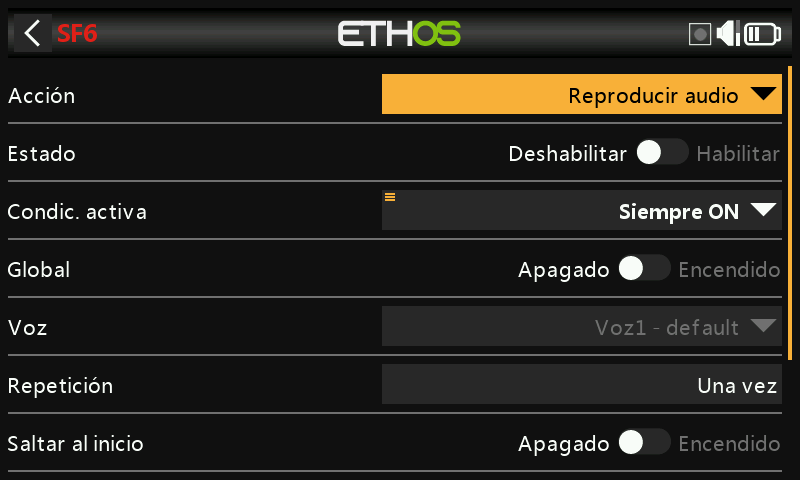 SF6 ETHOS
Acción Reproducir audio
Estado Deshabilitar Habilitar
Condic. activa Siempre ON
Global Apagado Encendido
Voz Voz1 - default
Repetición Una vez
Saltar al inicio Apagado Encendido